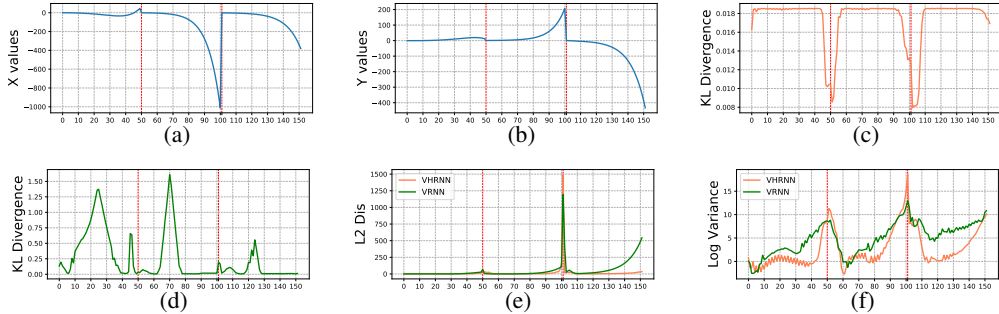 X values
0
−200
−400
−600
−800
−1000
0 10 20 30 40 50 60 70 80 90 100 110 120 130 140 150
(a)
Y values
200
100
0
−100
−200
−300
−400
0 10 20 30 40 50 60 70 80 90 100 110 120 130 140 150
(b)
KL Divergence
0.018
0.016
0.014
0.012
0.010
0.008
0 10 20 30 40 50 60 70 80 90 100 110 120 130 140 150
(c)
KL Divergence
1.50
1.25
1.00
0.75
0.50
0.25
0.00
0 10 20 30 40 50 60 70 80 90 100 110 120 130 140 150
(d)
L2 Dis
1500
1250
1000
750
500
250
0
VHRNN
VRNN
0 10 20 30 40 50 60 70 80 90 100 110 120 130 140 150
(e)
Log Variance
15
10
5
0
VHRNN
VRNN
0 10 20 30 40 50 60 70 80 90 100 110 120 130 140 150
(f)